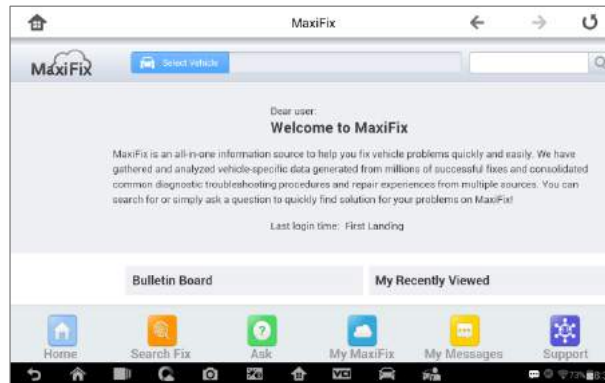 MaxiFix
MaxiFix
Select Vehicle
Dear user:
Welcome to MaxiFix
MaxiFix is an all-in-one information source to help you fix vehicle problems quickly and easily. We have
gathered and analyzed vehicle-specific data generated from millions of successful fixes and consolidated
common diagnostic troubleshooting procedures and repair experiences from multiple sources. You can
search for or simply ask a question to quickly find solution for your problems on MaxiFix!
Last login time: First Landing
Bulletin Board
My Recently Viewed
Home
Search Fix
Ask
My MaxiFix
My Messages
Support
VCI
73%